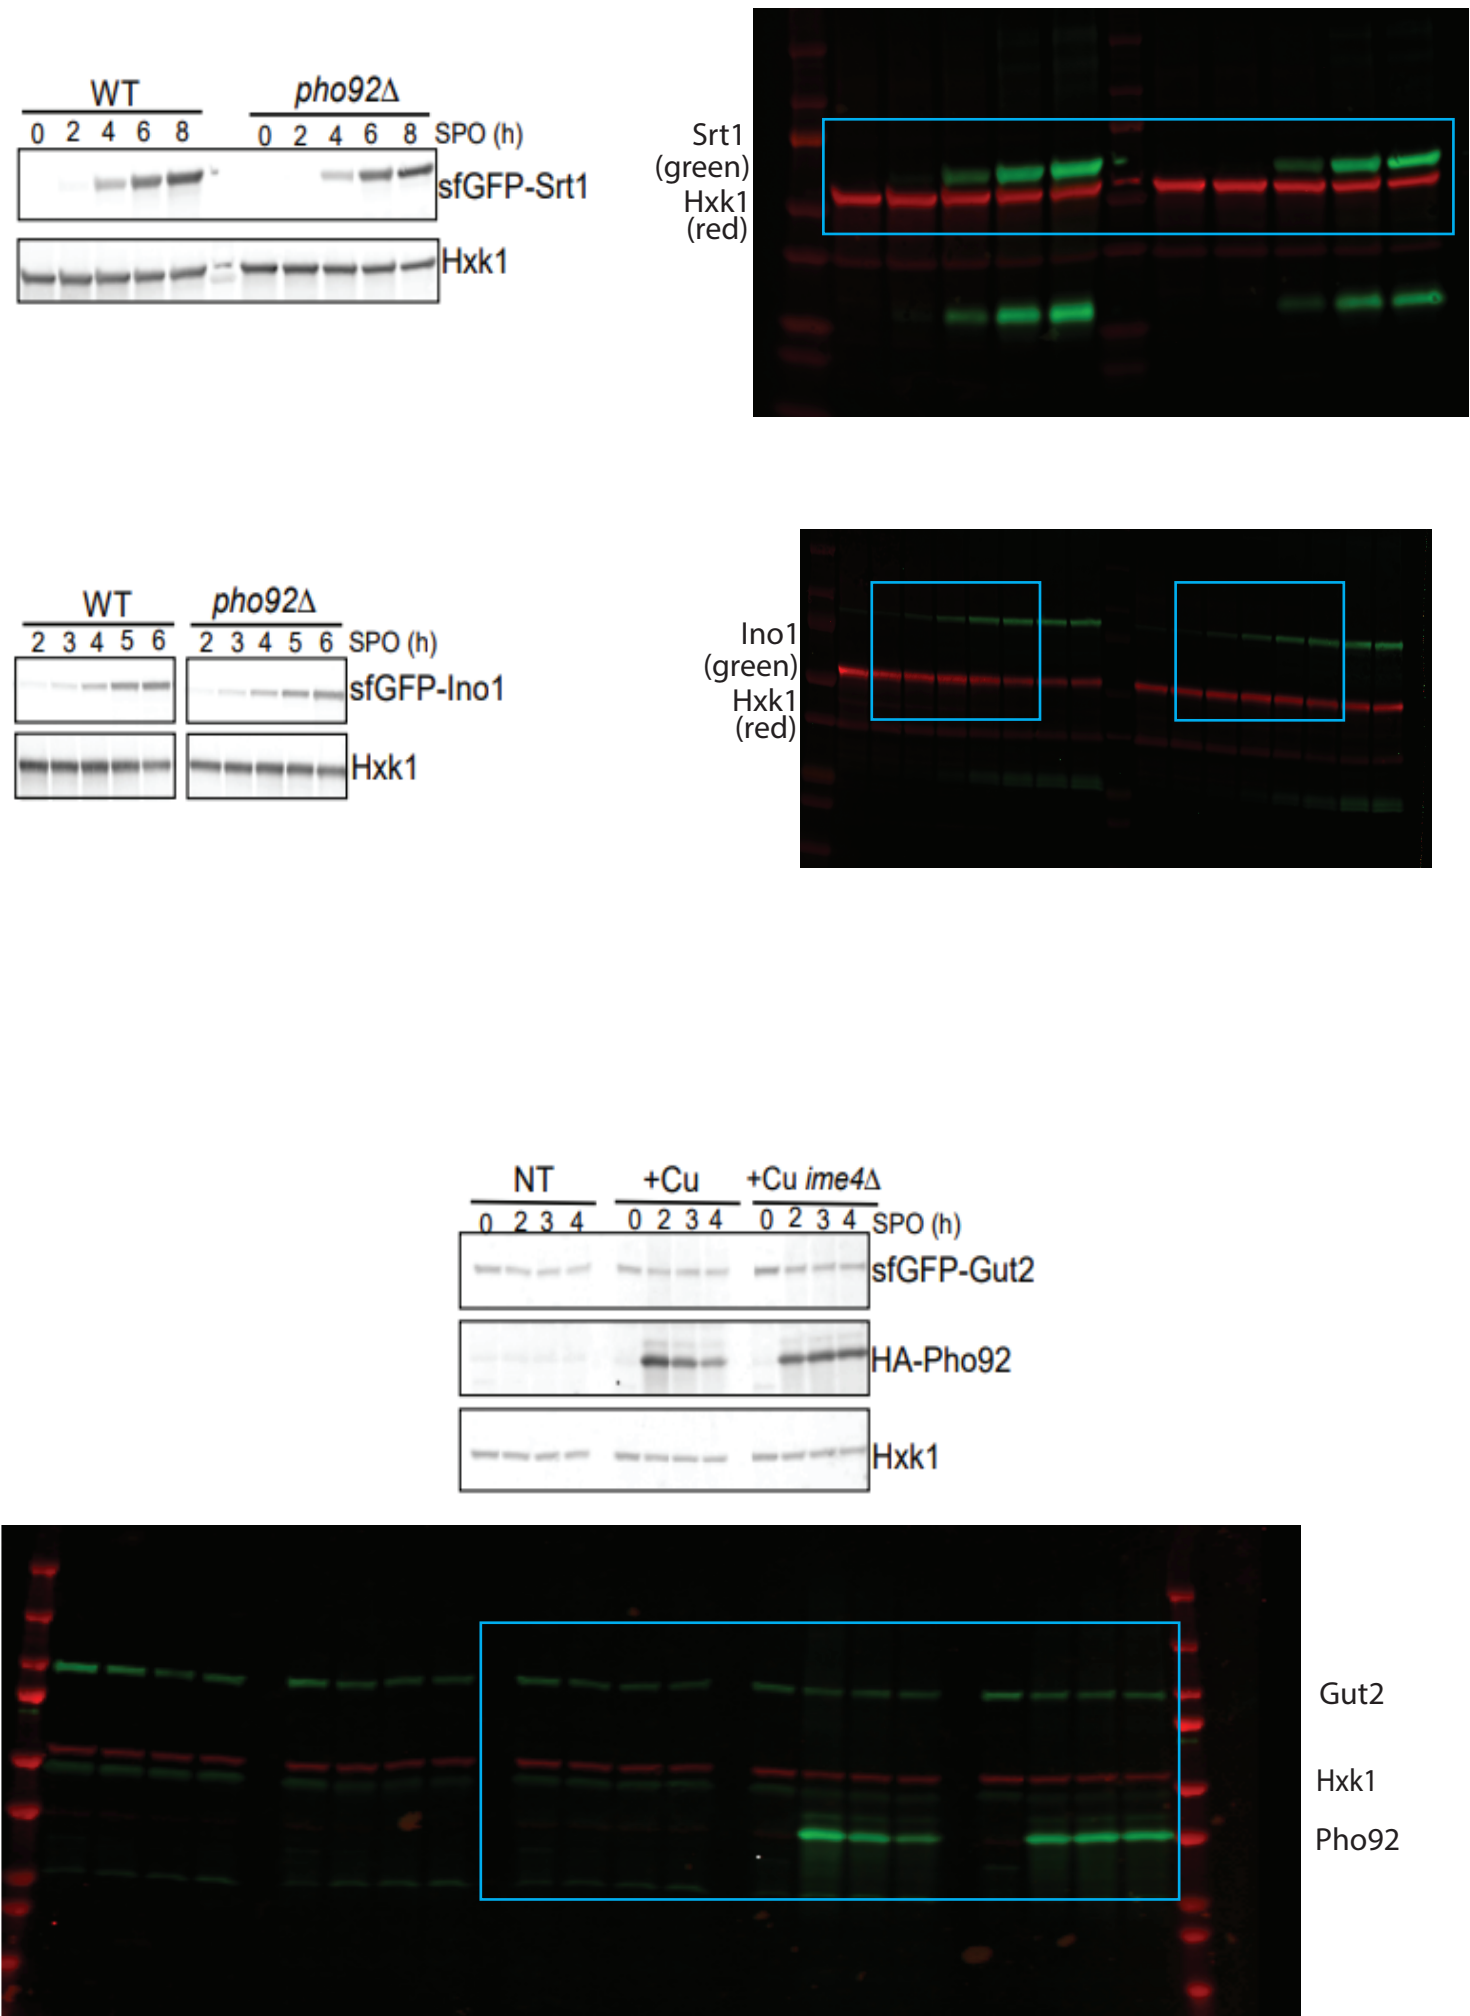 WT pho92Δ
0 2 4 6 8 0 2 4 6 8 SPO (h)
sfGFP-Srt1
Hxk1
Srt1
(green)
Hxk1
(red)
WT pho92Δ
2 3 4 5 6 2 3 4 5 6 SPO (h)
sfGFP-Ino1
Hxk1
Ino1
(green)
Hxk1
(red)
NT +Cu +Cu ime4Δ
0 2 3 4 0 2 3 4 0 2 3 4 SPO (h)
sfGFP-Gut2
HA-Pho92
Hxk1
Gut2
Hxk1
Pho92